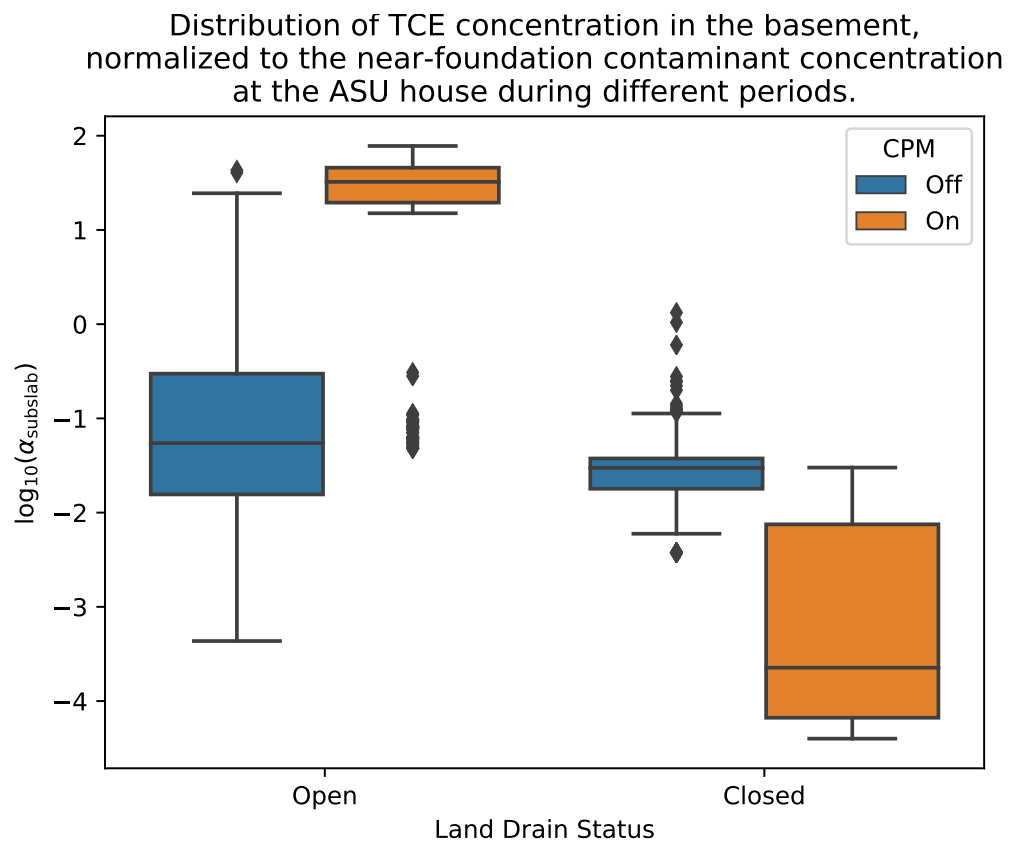 Distribution of TCE concentration in the basement,
normalized to the near-foundation contaminant concentration
at the ASU house during different periods.
CPM
Off
On
2
1
0
−1
−2
−3
−4
log₁₀(α_subslab)
Open
Closed
Land Drain Status